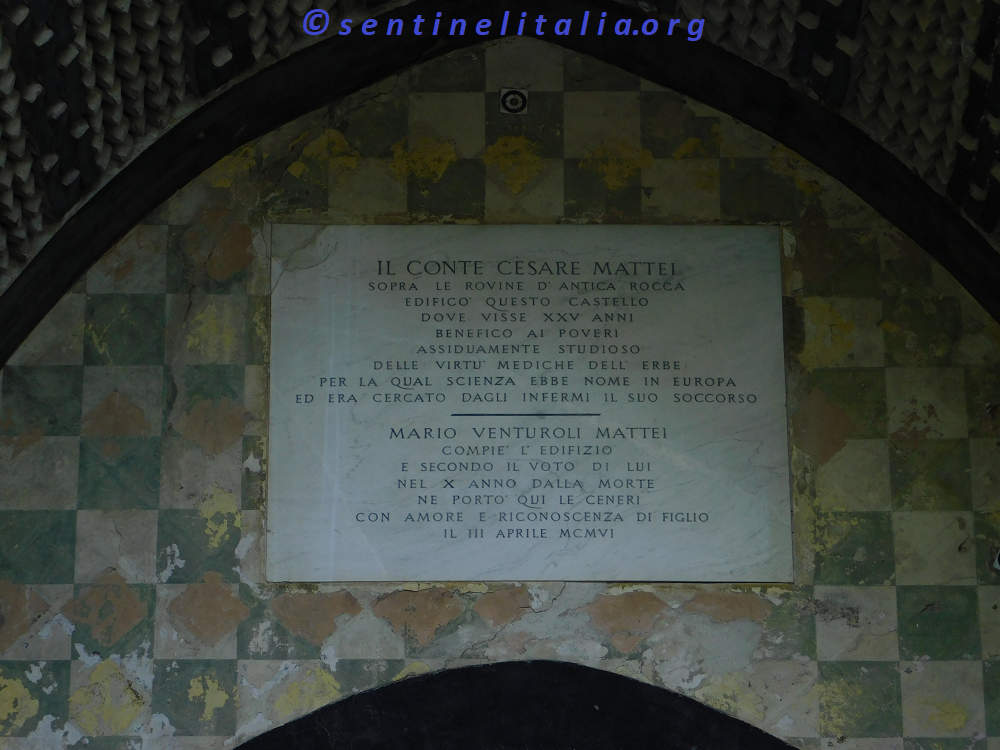 © sentinelitalia.org
IL CONTE CESARE MATTEI
SOPRA LE ROVINE D' ANTICA ROCCA
EDIFICO' QUESTO CASTELLO
DOVE VISSE XXV ANNI
BENEFICO AI POVERI
ASSIDUAMENTE STUDIOSO
DELLE VIRTU' MEDICHE DELL' ERBE
PER LA QUAL SCIENZA EBBE NOME IN EUROPA
ED ERA CERCATO DAGLI INFERMI IL SUO SOCCORSO
MARIO VENTUROLI MATTEI
COMPIE' L' EDIFIZIO
E SECONDO IL VOTO DI LUI
NEL X ANNO DALLA MORTE
NE PORTO' QUI LE CENERI
CON AMORE E RICONOSCENZA DI FIGLIO
IL III APRILE MCMVI